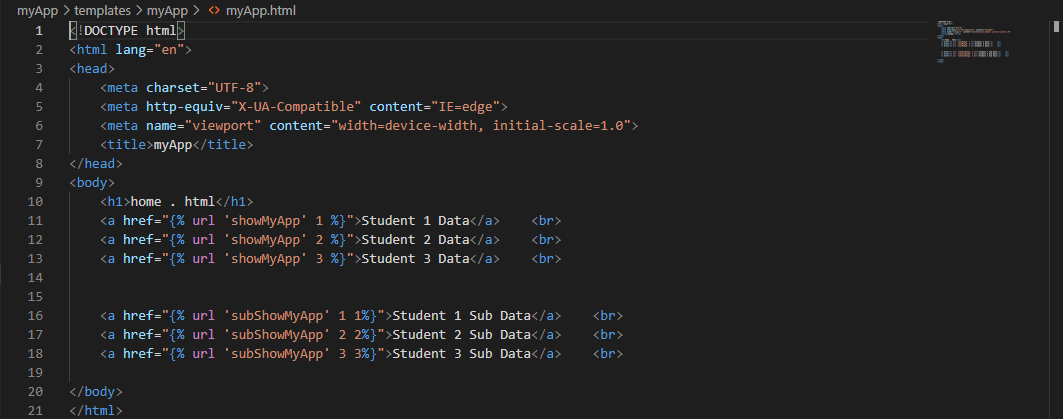 myApp > templates > myApp > <> myApp.html
1 <!DOCTYPE html>
2 <html lang="en">
3 <head>
4     <meta charset="UTF-8">
5     <meta http-equiv="X-UA-Compatible" content="IE=edge">
6     <meta name="viewport" content="width=device-width, initial-scale=1.0">
7     <title>myApp</title>
8 </head>
9 <body>
10     <h1>home . html</h1>
11     <a href="{% url 'showMyApp' 1 %}">Student 1 Data</a>    <br>
12     <a href="{% url 'showMyApp' 2 %}">Student 2 Data</a>    <br>
13     <a href="{% url 'showMyApp' 3 %}">Student 3 Data</a>    <br>
14
15
16     <a href="{% url 'subShowMyApp' 1 1%}">Student 1 Sub Data</a>    <br>
17     <a href="{% url 'subShowMyApp' 2 2%}">Student 2 Sub Data</a>    <br>
18     <a href="{% url 'subShowMyApp' 3 3%}">Student 3 Sub Data</a>    <br>
19
20 </body>
21 </html>